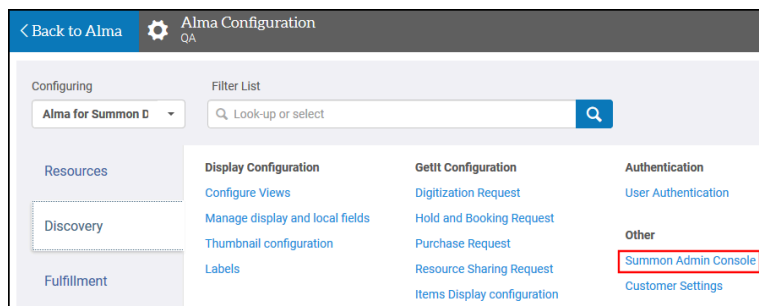 Back to Alma
Alma Configuration
QA
Configuring
Filter List
Alma for Summon D
Look-up or select
Resources
Discovery
Fulfillment
Display Configuration
Configure Views
Manage display and local fields
Thumbnail configuration
Labels
GetIt Configuration
Digitization Request
Hold and Booking Request
Purchase Request
Resource Sharing Request
Items Display configuration
Authentication
User Authentication
Other
Summon Admin Console
Customer Settings